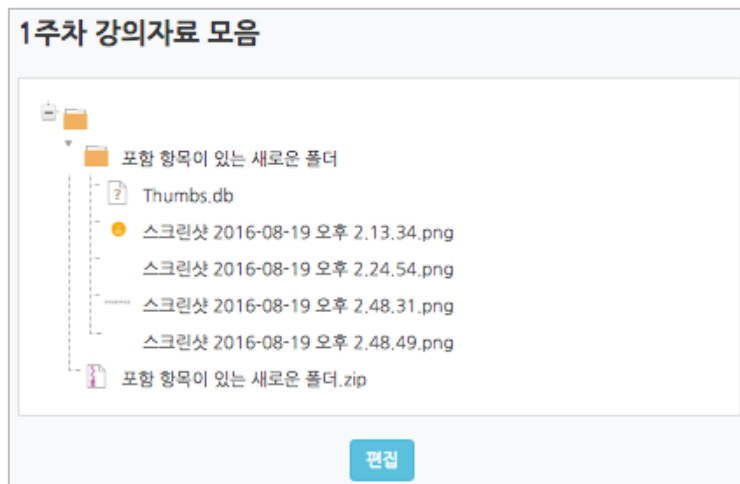 1주차 강의자료 모음
포함 항목이 있는 새로운 폴더
Thumbs.db
스크린샷 2016-08-19 오후 2.13.34.png
스크린샷 2016-08-19 오후 2.24.54.png
스크린샷 2016-08-19 오후 2.48.31.png
스크린샷 2016-08-19 오후 2.48.49.png
포함 항목이 있는 새로운 폴더.zip
편집